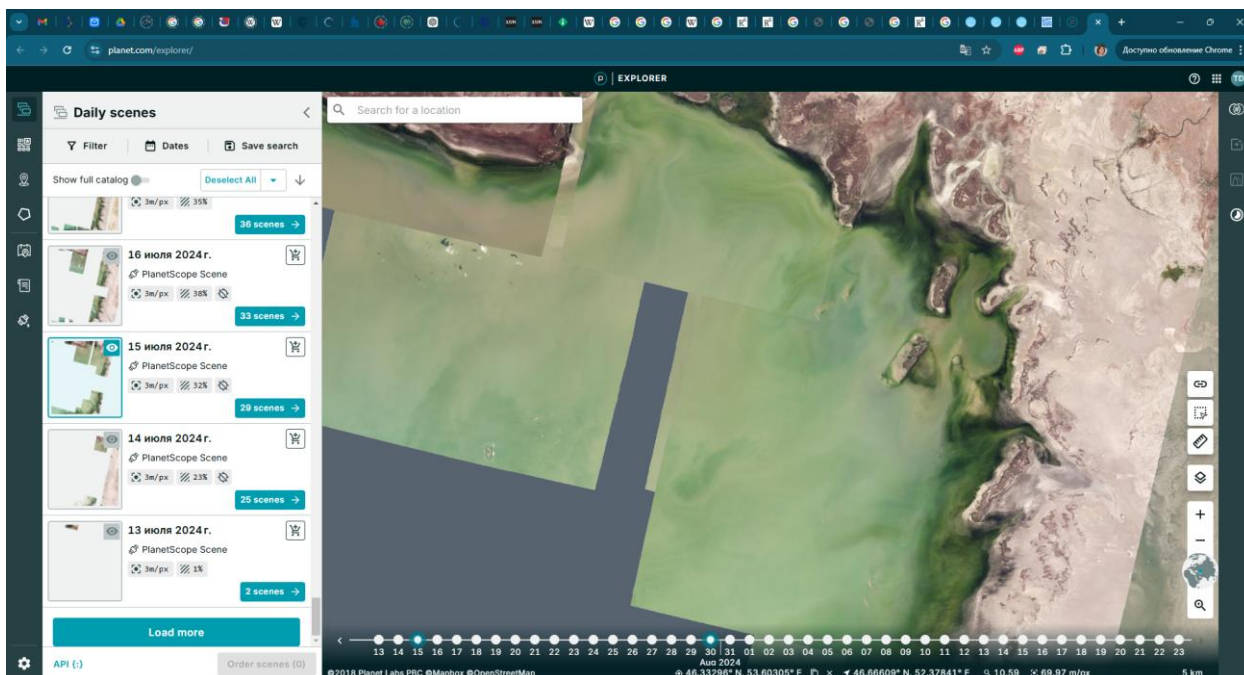 planet.com/explorer/
Доступно обновление Chrome
EXPLORER
TD
Daily scenes
Search for a location
Filter
Dates
Save search
Show full catalog
Deselect All
3m/px 35%
36 scenes →
16 июля 2024 г.
PlanetScope Scene
3m/px 38%
33 scenes →
15 июля 2024 г.
PlanetScope Scene
3m/px 32%
29 scenes →
14 июля 2024 г.
PlanetScope Scene
3m/px 23%
25 scenes →
13 июля 2024 г.
PlanetScope Scene
3m/px 1%
2 scenes →
Load more
API {:}
Order scenes (0)
13 14 15 16 17 18 19 20 21 22 23 24 25 26 27 28 29 30 31 01 02 03 04 05 06 07 08 09 10 11 12 13 14 15 16 17 18 19 20 21 22 23
Aug 2024
©2018 Planet Labs PBC ©Mapbox ©OpenStreetMap
46.33296° N, 53.60305° E
46.66609° N, 52.37841° E
10.59
69.97 m/px
5 km